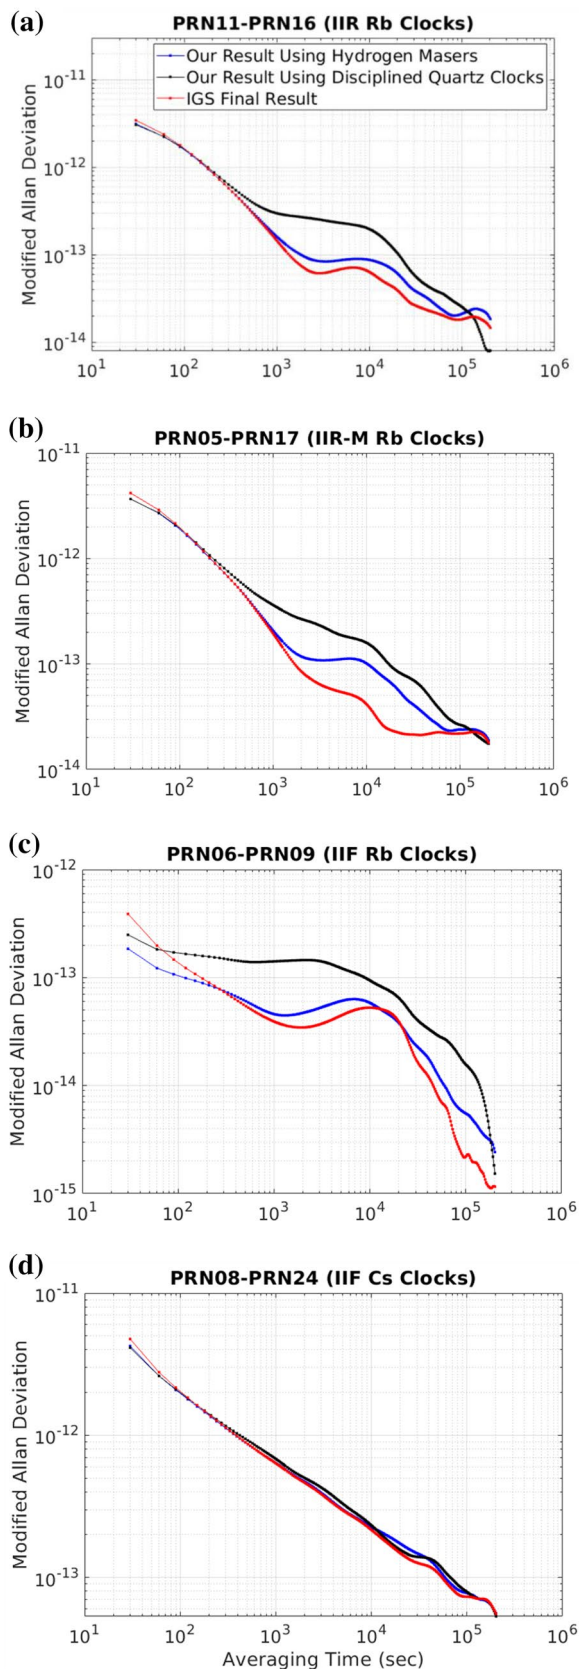 (a)
PRN11-PRN16 (IIR Rb Clocks)
Our Result Using Hydrogen Masers
Our Result Using Disciplined Quartz Clocks
IGS Final Result
Modified Allan Deviation
10⁻¹¹
10⁻¹²
10⁻¹³
10⁻¹⁴
10¹ 10² 10³ 10⁴ 10⁵ 10⁶
(b)
PRN05-PRN17 (IIR-M Rb Clocks)
Modified Allan Deviation
10⁻¹¹
10⁻¹²
10⁻¹³
10⁻¹⁴
10¹ 10² 10³ 10⁴ 10⁵ 10⁶
(c)
PRN06-PRN09 (IIF Rb Clocks)
Modified Allan Deviation
10⁻¹²
10⁻¹³
10⁻¹⁴
10⁻¹⁵
10¹ 10² 10³ 10⁴ 10⁵ 10⁶
(d)
PRN08-PRN24 (IIF Cs Clocks)
Modified Allan Deviation
10⁻¹¹
10⁻¹²
10⁻¹³
10¹ 10² 10³ 10⁴ 10⁵ 10⁶
Averaging Time (sec)